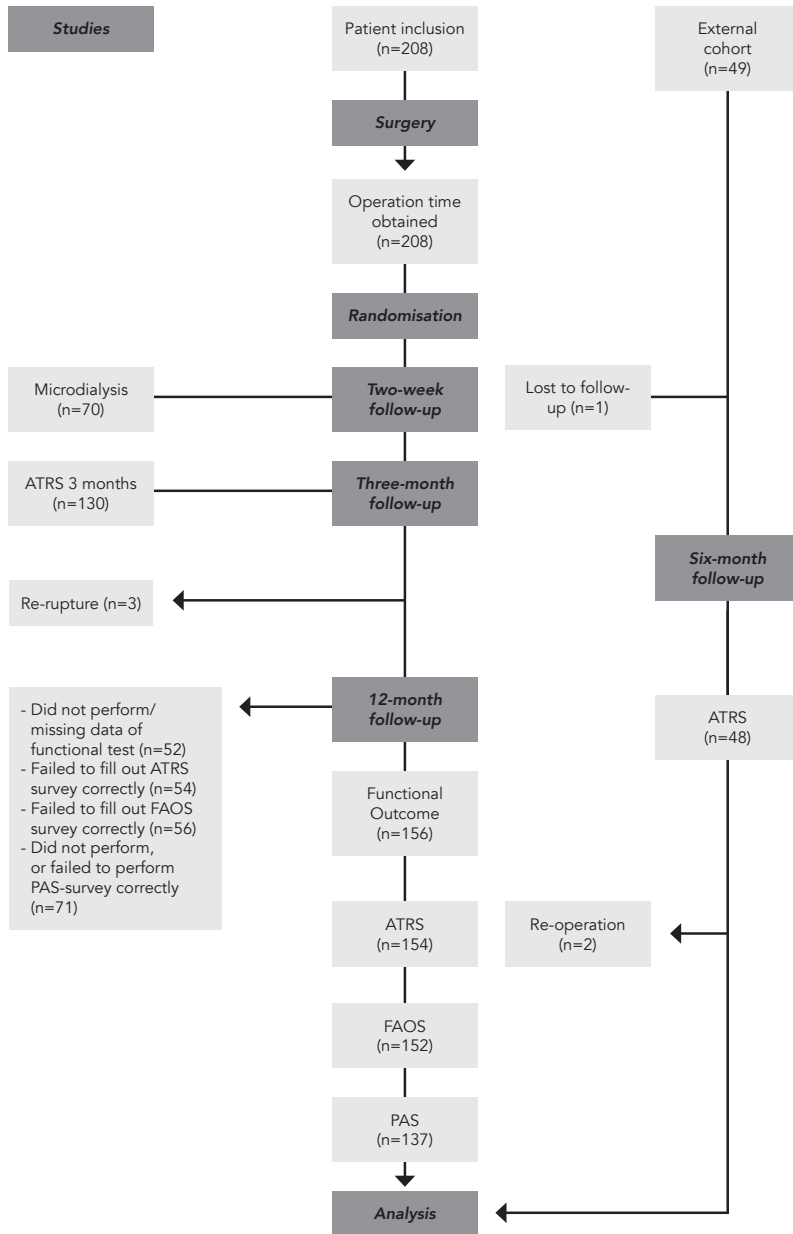 Studies
Patient inclusion
(n=208)
External
cohort
(n=49)
Surgery
Operation time
obtained
(n=208)
Randomisation
Microdialysis
(n=70)
Two-week
follow-up
Lost to follow-
up (n=1)
ATRS 3 months
(n=130)
Three-month
follow-up
Six-month
follow-up
Re-rupture (n=3)
- Did not perform/
missing data of
functional test (n=52)
- Failed to fill out ATRS
survey correctly (n=54)
- Failed to fill out FAOS
survey correctly (n=56)
- Did not perform,
or failed to perform
PAS-survey correctly
(n=71)
12-month
follow-up
ATRS
(n=48)
Functional
Outcome
(n=156)
ATRS
(n=154)
Re-operation
(n=2)
FAOS
(n=152)
PAS
(n=137)
Analysis